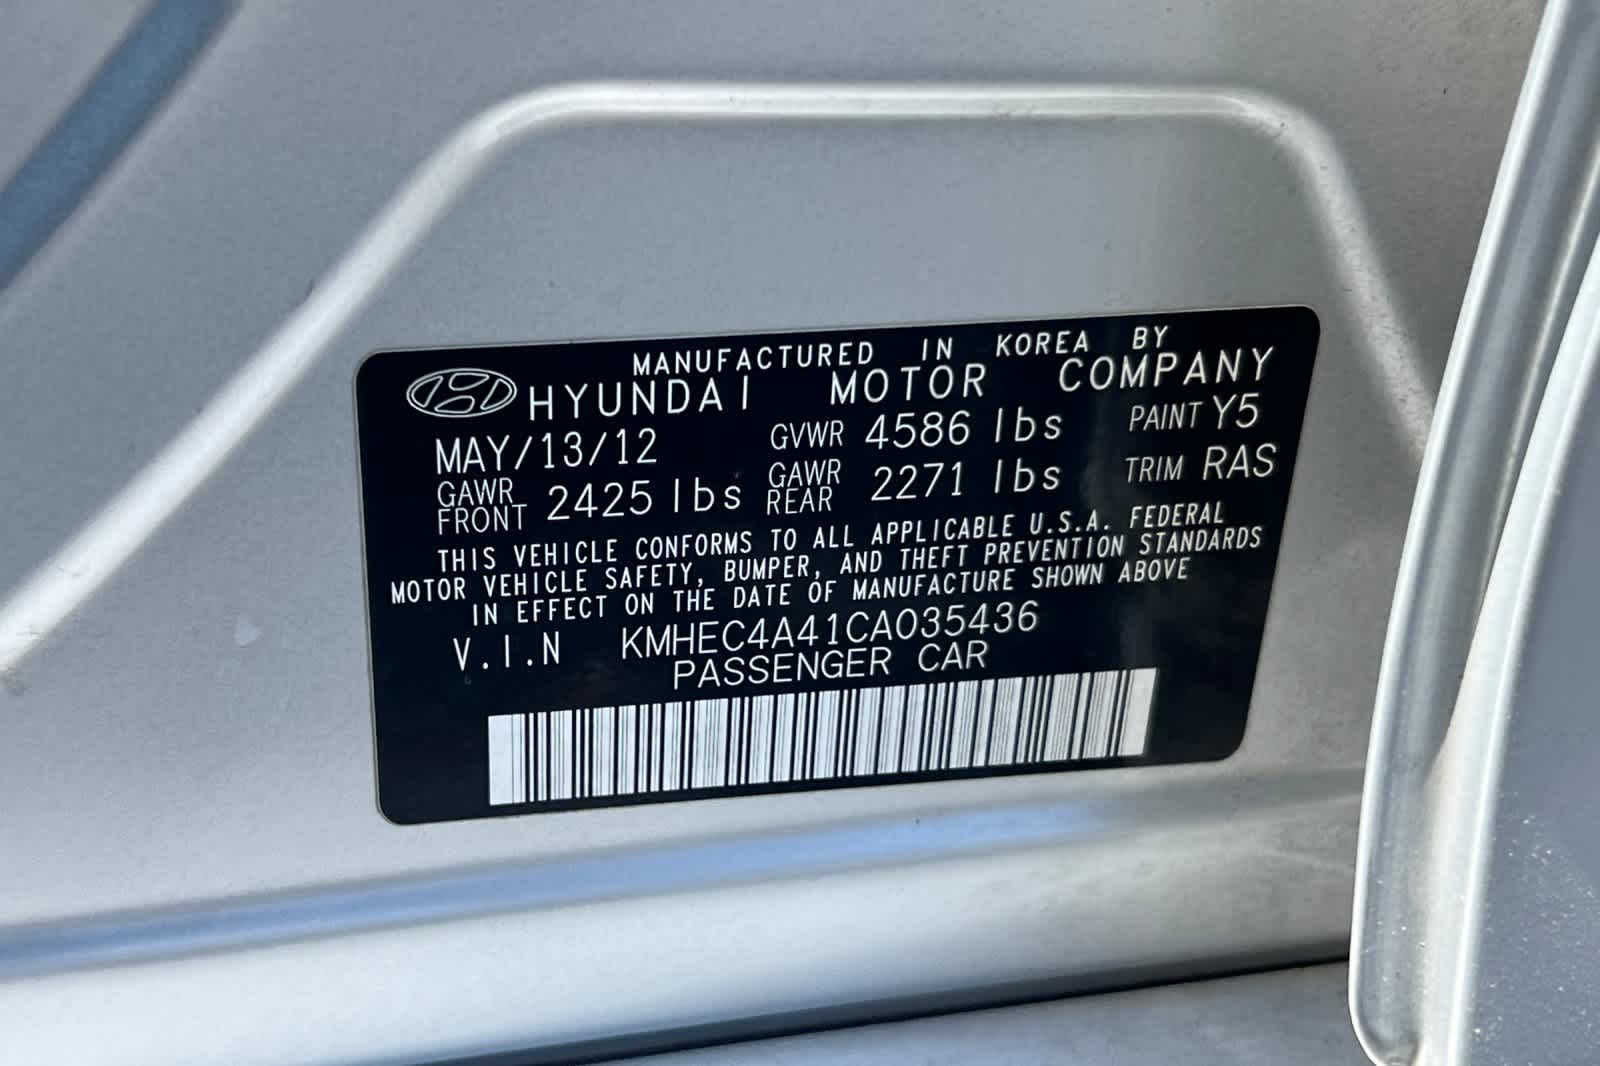 MANUFACTURED IN KOREA BY
HYUNDAI MOTOR COMPANY
MAY/13/12 GVWR 4586 lbs PAINT Y5
GAWR FRONT 2425 lbs GAWR REAR 2271 lbs TRIM RAS
THIS VEHICLE CONFORMS TO ALL APPLICABLE U.S.A. FEDERAL
MOTOR VEHICLE SAFETY, BUMPER, AND THEFT PREVENTION STANDARDS
IN EFFECT ON THE DATE OF MANUFACTURE SHOWN ABOVE
V.I.N KMHEC4A41CA035436
PASSENGER CAR